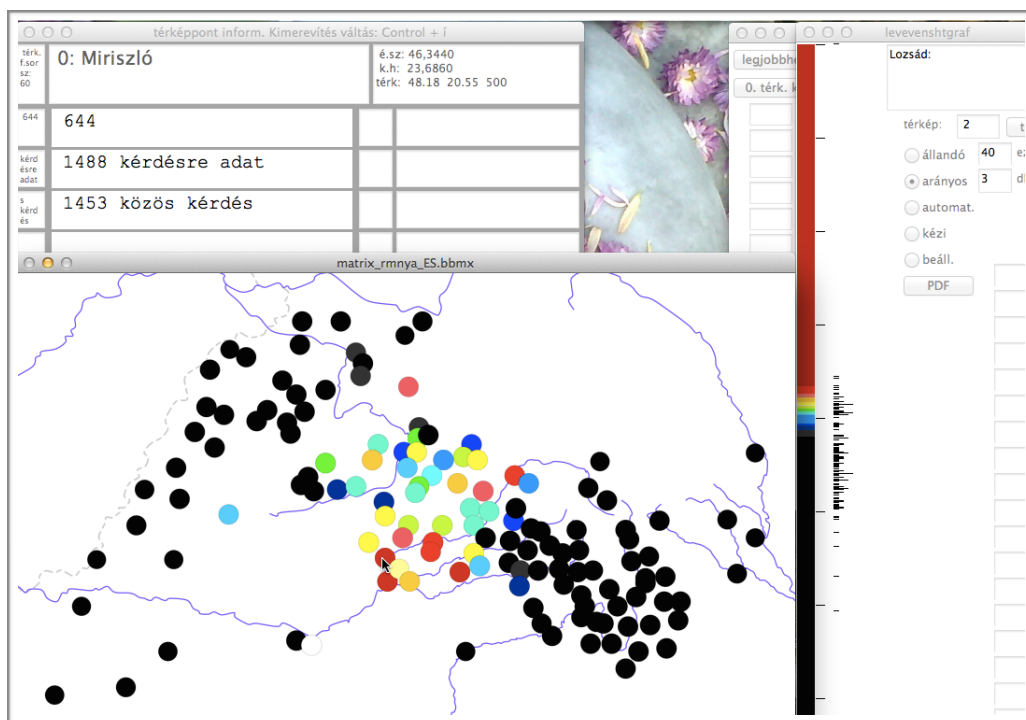 térképpont inform. Kimerevítés váltás: Control + í
levevenshtgraf
térk.
f.sor
sz:
60
0: Miriszló
é.sz: 46,3440
k.h: 23,6860
térk: 48.18 20.55 500
644
644
kérd
ésre
adat
1488 kérdésre adat
s
kérd
és
1453 közös kérdés
legjobbh
0. térk. k
Lozsád:
térkép: 2
állandó 40
arányos 3
automat.
kézi
beáll.
PDF
matrix_rmnya_ES.bbmx